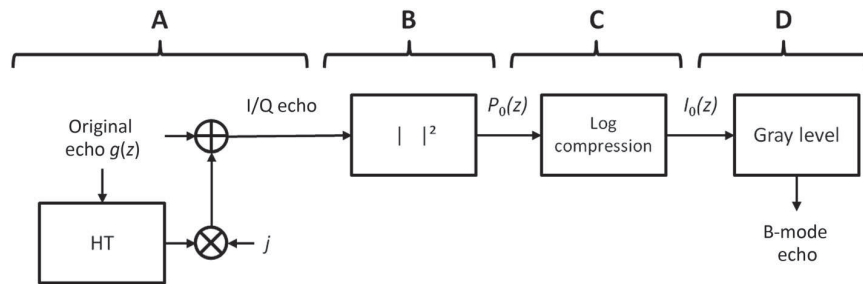 A
B
C
D
I/Q echo
P₀(z)
I₀(z)
Original
echo g(z)
| |²
Log
compression
Gray level
HT
j
B-mode
echo